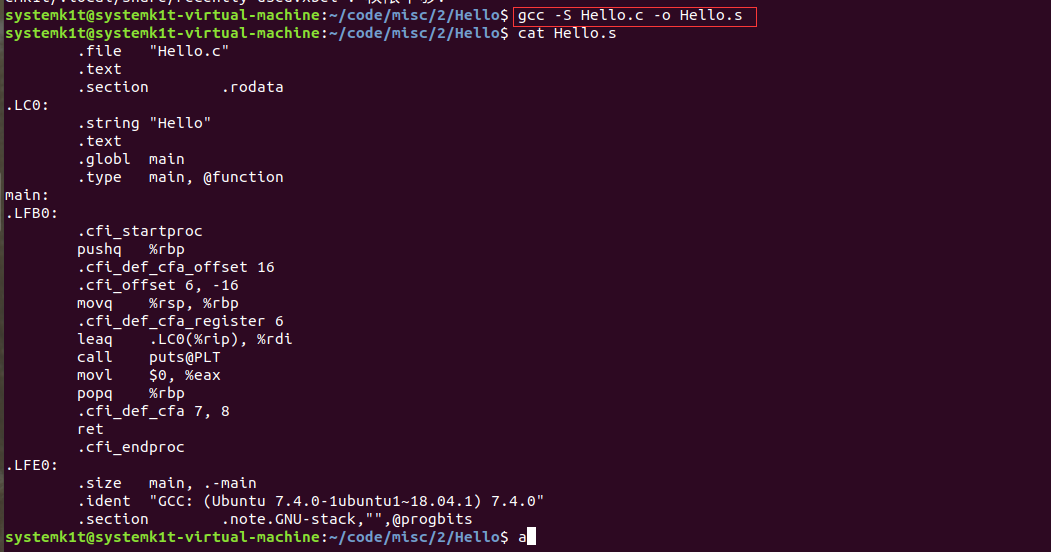 systemk1t@systemk1t-virtual-machine:~/code/misc/2/Hello$ gcc -S Hello.c -o Hello.s
systemk1t@systemk1t-virtual-machine:~/code/misc/2/Hello$ cat Hello.s
.file "Hello.c"
.text
.section .rodata
.LC0:
.string "Hello"
.text
.globl main
.type main, @function
main:
.LFB0:
.cfi_startproc
pushq %rbp
.cfi_def_cfa_offset 16
.cfi_offset 6, -16
movq %rsp, %rbp
.cfi_def_cfa_register 6
leaq .LC0(%rip), %rdi
call puts@PLT
movl $0, %eax
popq %rbp
.cfi_def_cfa 7, 8
ret
.cfi_endproc
.LFE0:
.size main, .-main
.ident "GCC: (Ubuntu 7.4.0-1ubuntu1~18.04.1) 7.4.0"
.section .note.GNU-stack,"",@progbits
systemk1t@systemk1t-virtual-machine:~/code/misc/2/Hello$ a